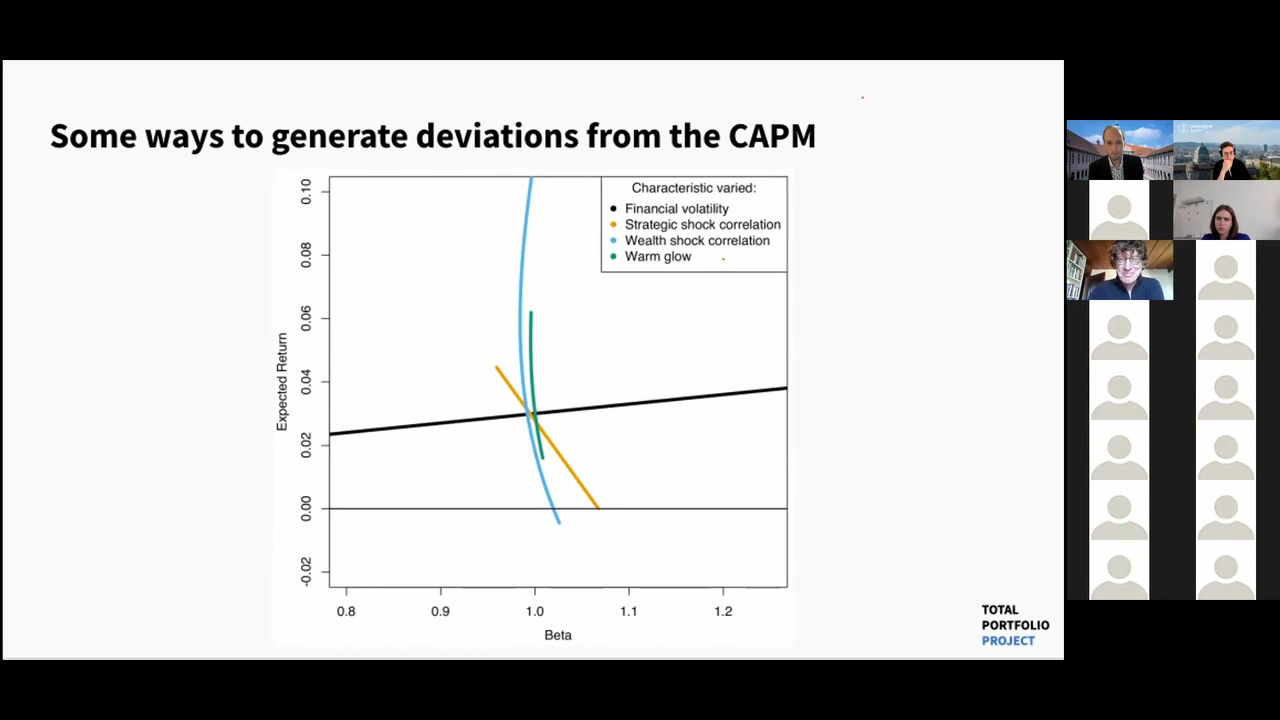 Some ways to generate deviations from the CAPM
Characteristic varied:
Financial volatility
Strategic shock correlation
Wealth shock correlation
Warm glow
0.10
0.08
0.06
0.04
0.02
0.00
-0.02
Expected Return
0.8
0.9
1.0
1.1
1.2
Beta
TOTAL
PORTFOLIO
PROJECT